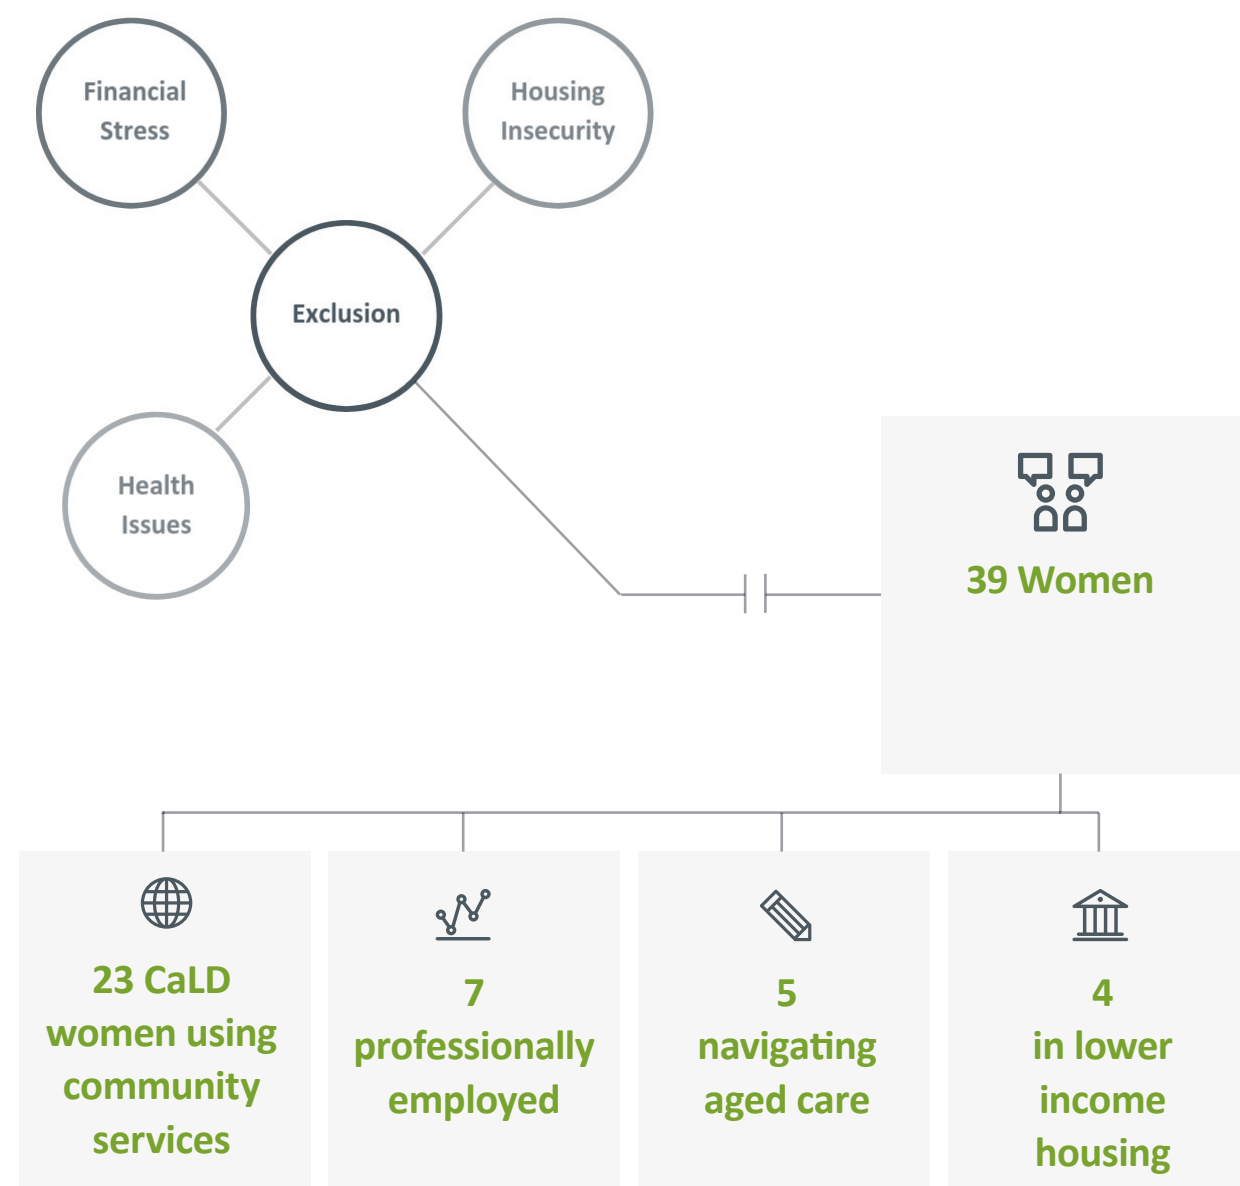 Financial
Stress
Housing
Insecurity
Exclusion
Health
Issues
39 Women
23 CaLD
women using
community
services
7
professionally
employed
5
navigating
aged care
4
in lower
income
housing